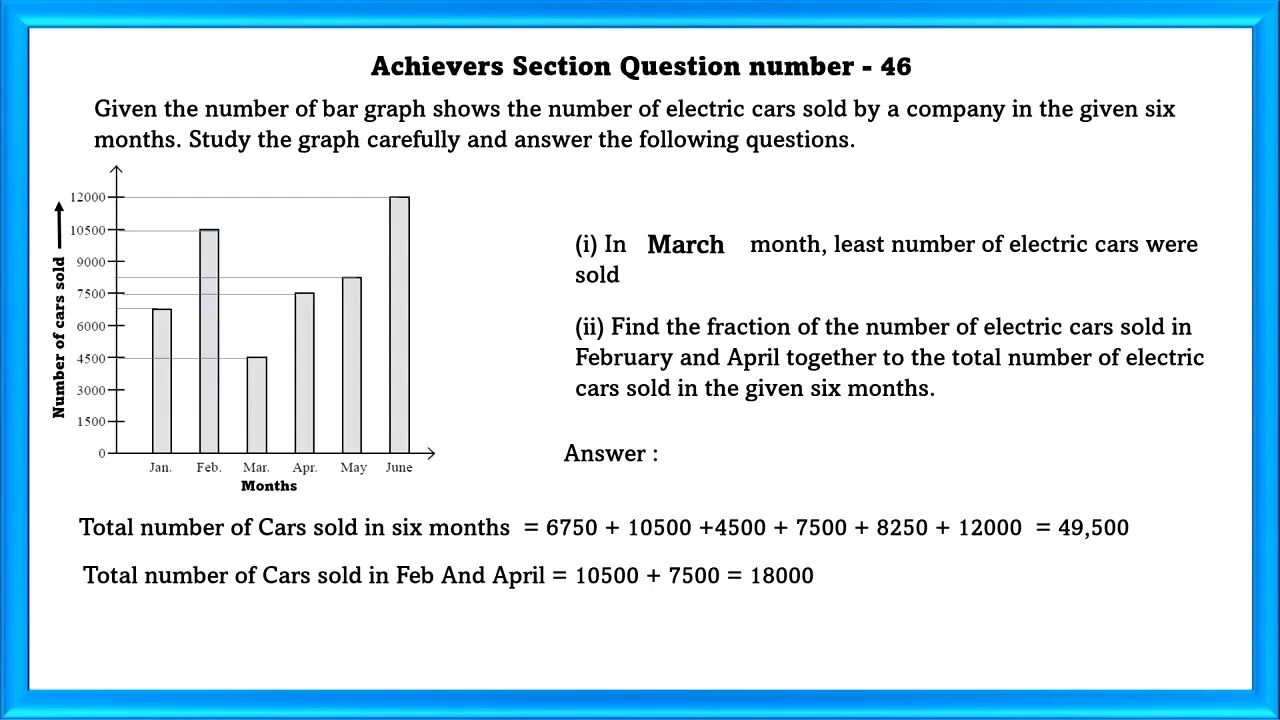 Achievers Section Question number - 46
Given the number of bar graph shows the number of electric cars sold by a company in the given six
months. Study the graph carefully and answer the following questions.
12000
10500
9000
7500
6000
4500
3000
1500
0
Number of cars sold
Jan. Feb. Mar. Apr. May June
Months
(i) In March month, least number of electric cars were
sold
(ii) Find the fraction of the number of electric cars sold in
February and April together to the total number of electric
cars sold in the given six months.
Answer :
Total number of Cars sold in six months = 6750 + 10500 +4500 + 7500 + 8250 + 12000 = 49,500
Total number of Cars sold in Feb And April = 10500 + 7500 = 18000